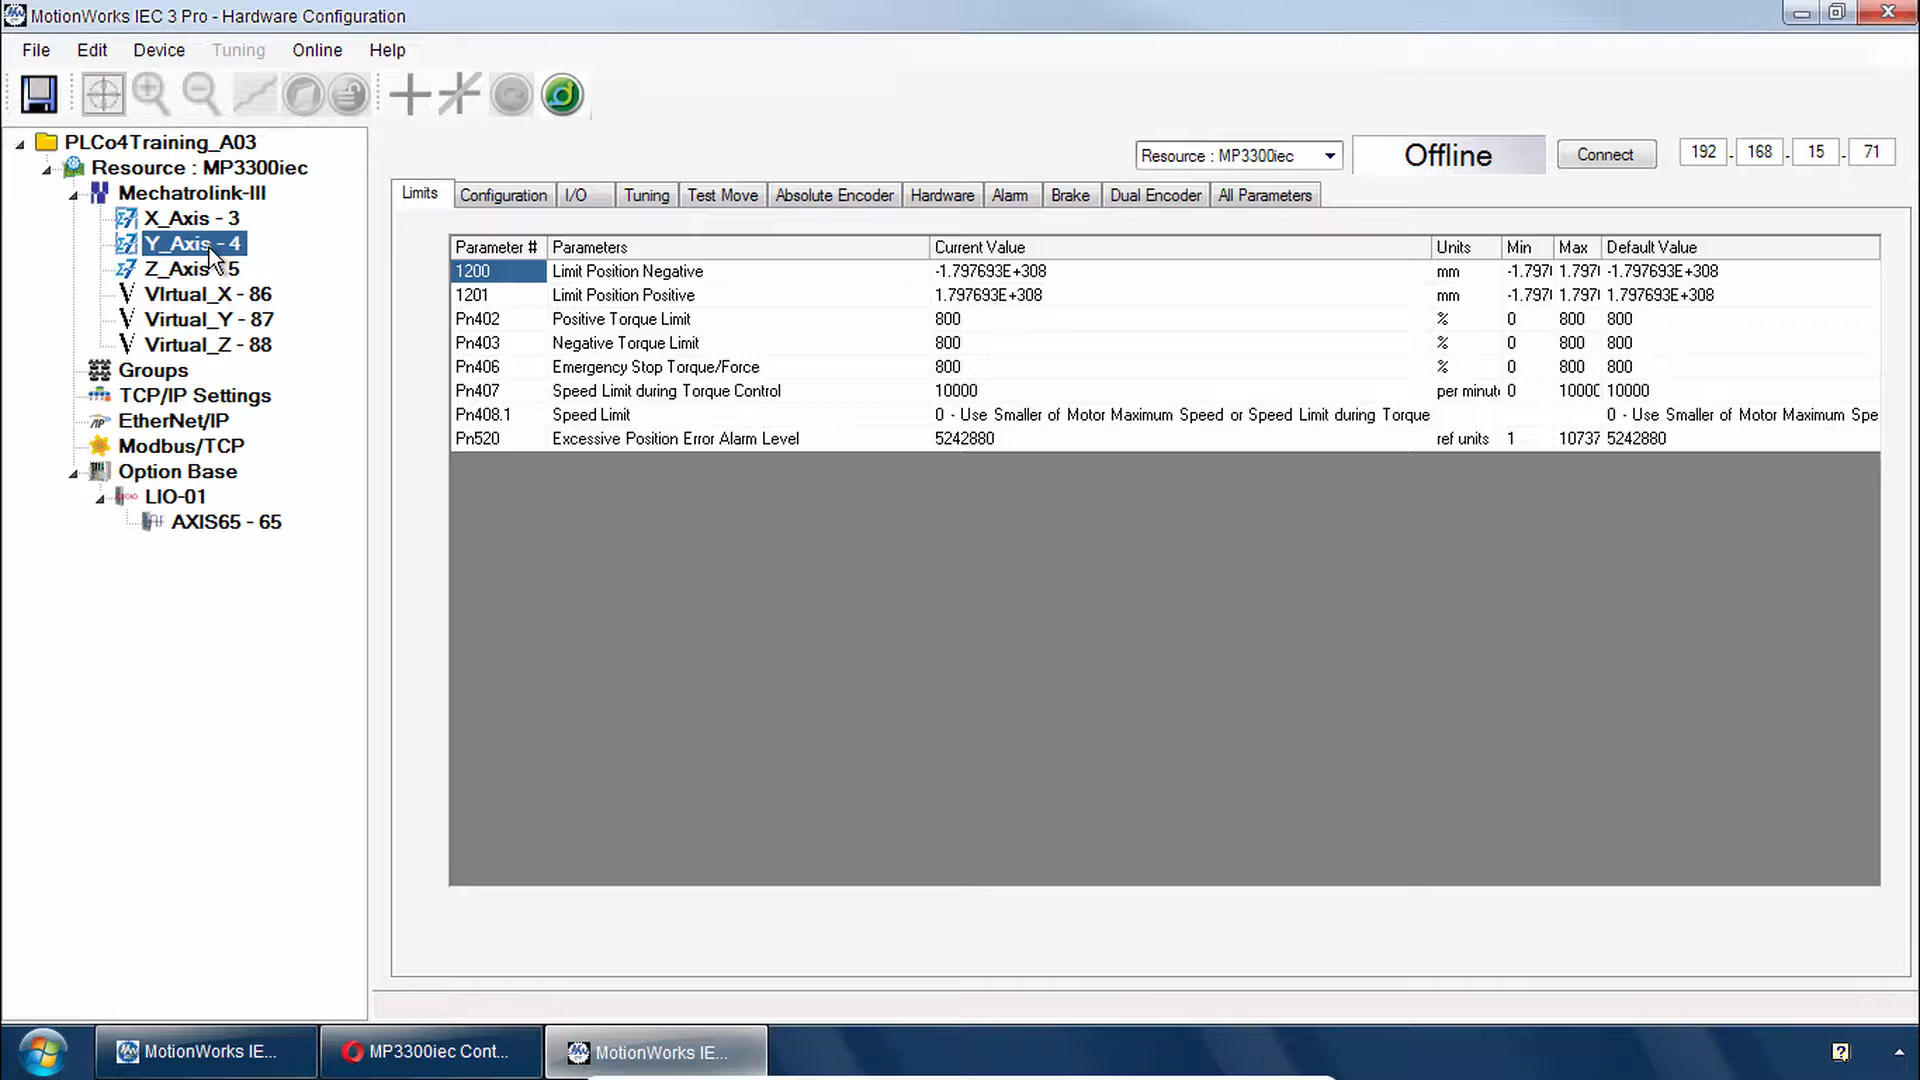 MotionWorks IEC 3 Pro - Hardware Configuration
File Edit Device Tuning Online Help
PLCo4Training_A03
Resource : MP3300iec
Mechatrolink-III
X_Axis - 3
Y_Axis - 4
Z_Axis - 5
VIrtual_X - 86
Virtual_Y - 87
Virtual_Z - 88
Groups
TCP/IP Settings
EtherNet/IP
Modbus/TCP
Option Base
LIO-01
AXIS65 - 65
Resource : MP3300iec Offline Connect 192 . 168 . 15 . 71
Limits Configuration I/O Tuning Test Move Absolute Encoder Hardware Alarm Brake Dual Encoder All Parameters
Parameter # Parameters Current Value Units Min Max Default Value
1200 Limit Position Negative -1.797693E+308 mm -1.797 1.797 -1.797693E+308
1201 Limit Position Positive 1.797693E+308 mm -1.797 1.797 1.797693E+308
Pn402 Positive Torque Limit 800 % 0 800 800
Pn403 Negative Torque Limit 800 % 0 800 800
Pn406 Emergency Stop Torque/Force 800 % 0 800 800
Pn407 Speed Limit during Torque Control 10000 per minut 0 1000 10000
Pn408.1 Speed Limit 0 - Use Smaller of Motor Maximum Speed or Speed Limit during Torque 0 - Use Smaller of Motor Maximum Spe
Pn520 Excessive Position Error Alarm Level 5242880 ref units 1 10737 5242880
MotionWorks IE... MP3300iec Cont... MotionWorks IE...